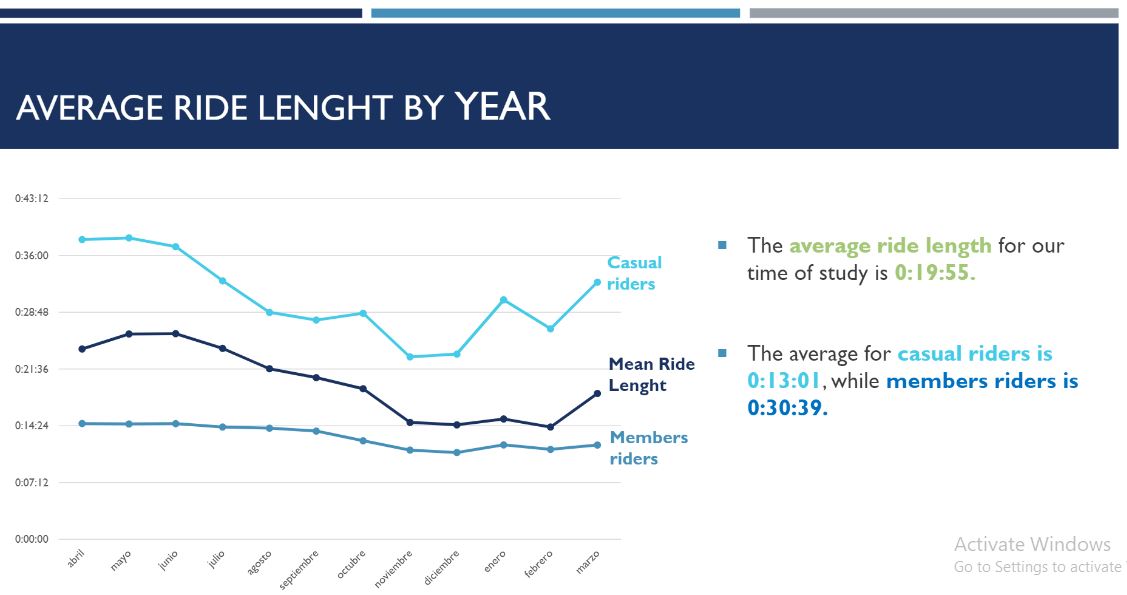 AVERAGE RIDE LENGHT BY YEAR
0:43:12
0:36:00
0:28:48
0:21:36
0:14:24
0:07:12
0:00:00
abril
mayo
junio
julio
agosto
septiembre
octubre
noviembre
diciembre
enero
febrero
marzo
Casual
riders
Mean Ride
Lenght
Members
riders
The average ride length for our
time of study is 0:19:55.
The average for casual riders is
0:13:01, while members riders is
0:30:39.
Activate Windows
Go to Settings to activate